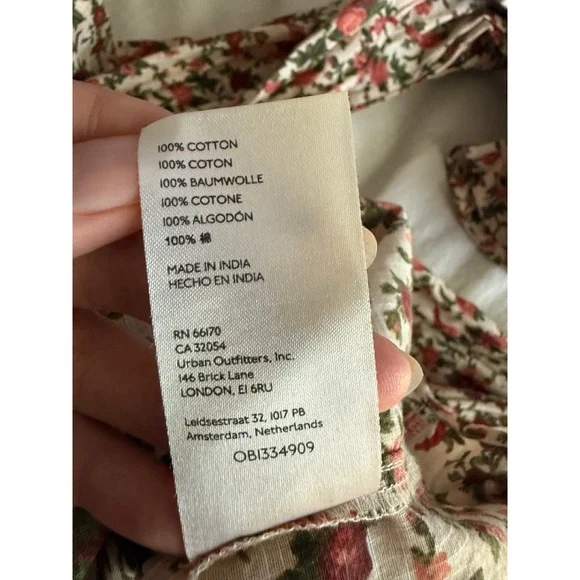 100% COTTON
100% COTON
100% BAUMWOLLE
100% COTONE
100% ALGODÓN
100% 棉
MADE IN INDIA
HECHO EN INDIA
RN 66170
CA 32054
Urban Outfitters, Inc.
146 Brick Lane
LONDON, E1 6RU
Leidsestraat 32, 1017 PB
Amsterdam, Netherlands
OB1334909